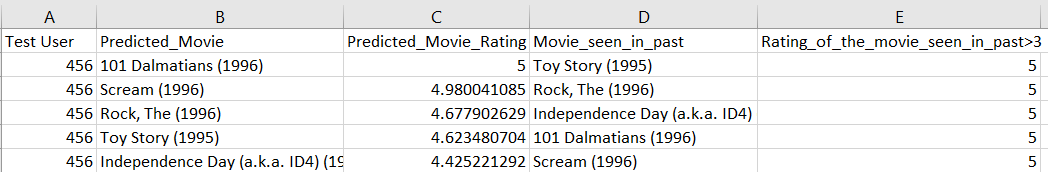 A B C D E
Test User Predicted_Movie Predicted_Movie_Rating Movie_seen_in_past Rating_of_the_movie_seen_in_past>3
456 101 Dalmatians (1996) 5 Toy Story (1995) 5
456 Scream (1996) 4.980041085 Rock, The (1996) 5
456 Rock, The (1996) 4.677902629 Independence Day (a.k.a. ID4) 5
456 Toy Story (1995) 4.623480704 101 Dalmatians (1996) 5
456 Independence Day (a.k.a. ID4) (19 4.425221292 Scream (1996) 5